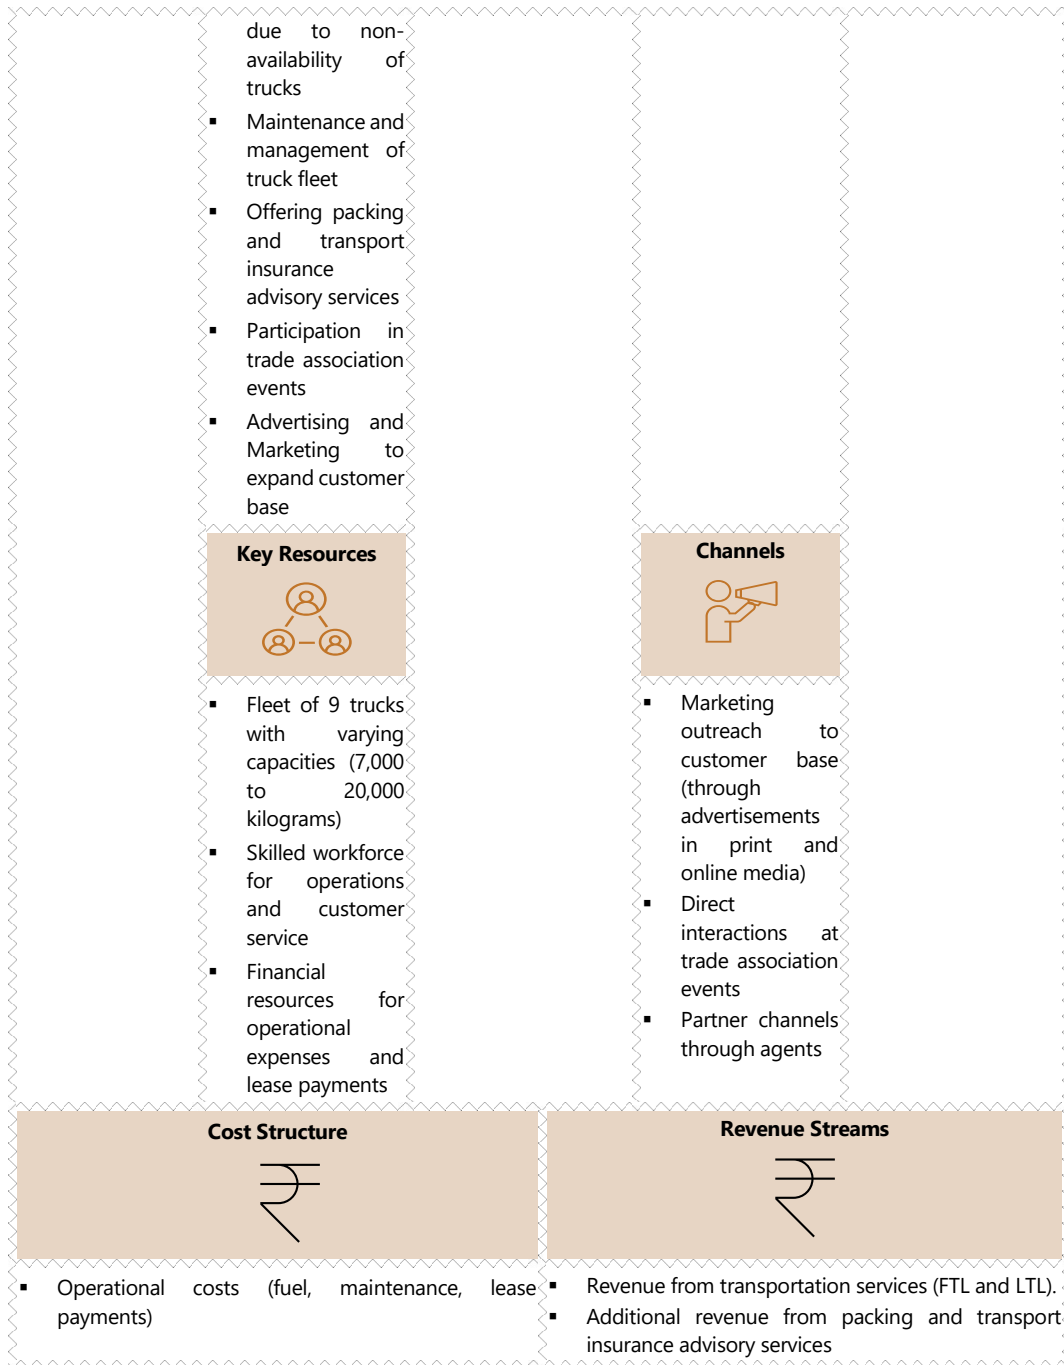 due to non-
availability of
trucks
▪ Maintenance and
management of
truck fleet
▪ Offering packing
and transport
insurance
advisory services
▪ Participation in
trade association
events
▪ Advertising and
Marketing to
expand customer
base
Key Resources
▪ Fleet of 9 trucks
with varying
capacities (7,000
to 20,000
kilograms)
▪ Skilled workforce
for operations
and customer
service
▪ Financial
resources for
operational
expenses and
lease payments
Channels
▪ Marketing
outreach to
customer base
(through
advertisements
in print and
online media)
▪ Direct
interactions at
trade association
events
▪ Partner channels
through agents
Cost Structure
₹
▪ Operational costs (fuel, maintenance, lease
payments)
Revenue Streams
₹
▪ Revenue from transportation services (FTL and LTL).
▪ Additional revenue from packing and transport
insurance advisory services